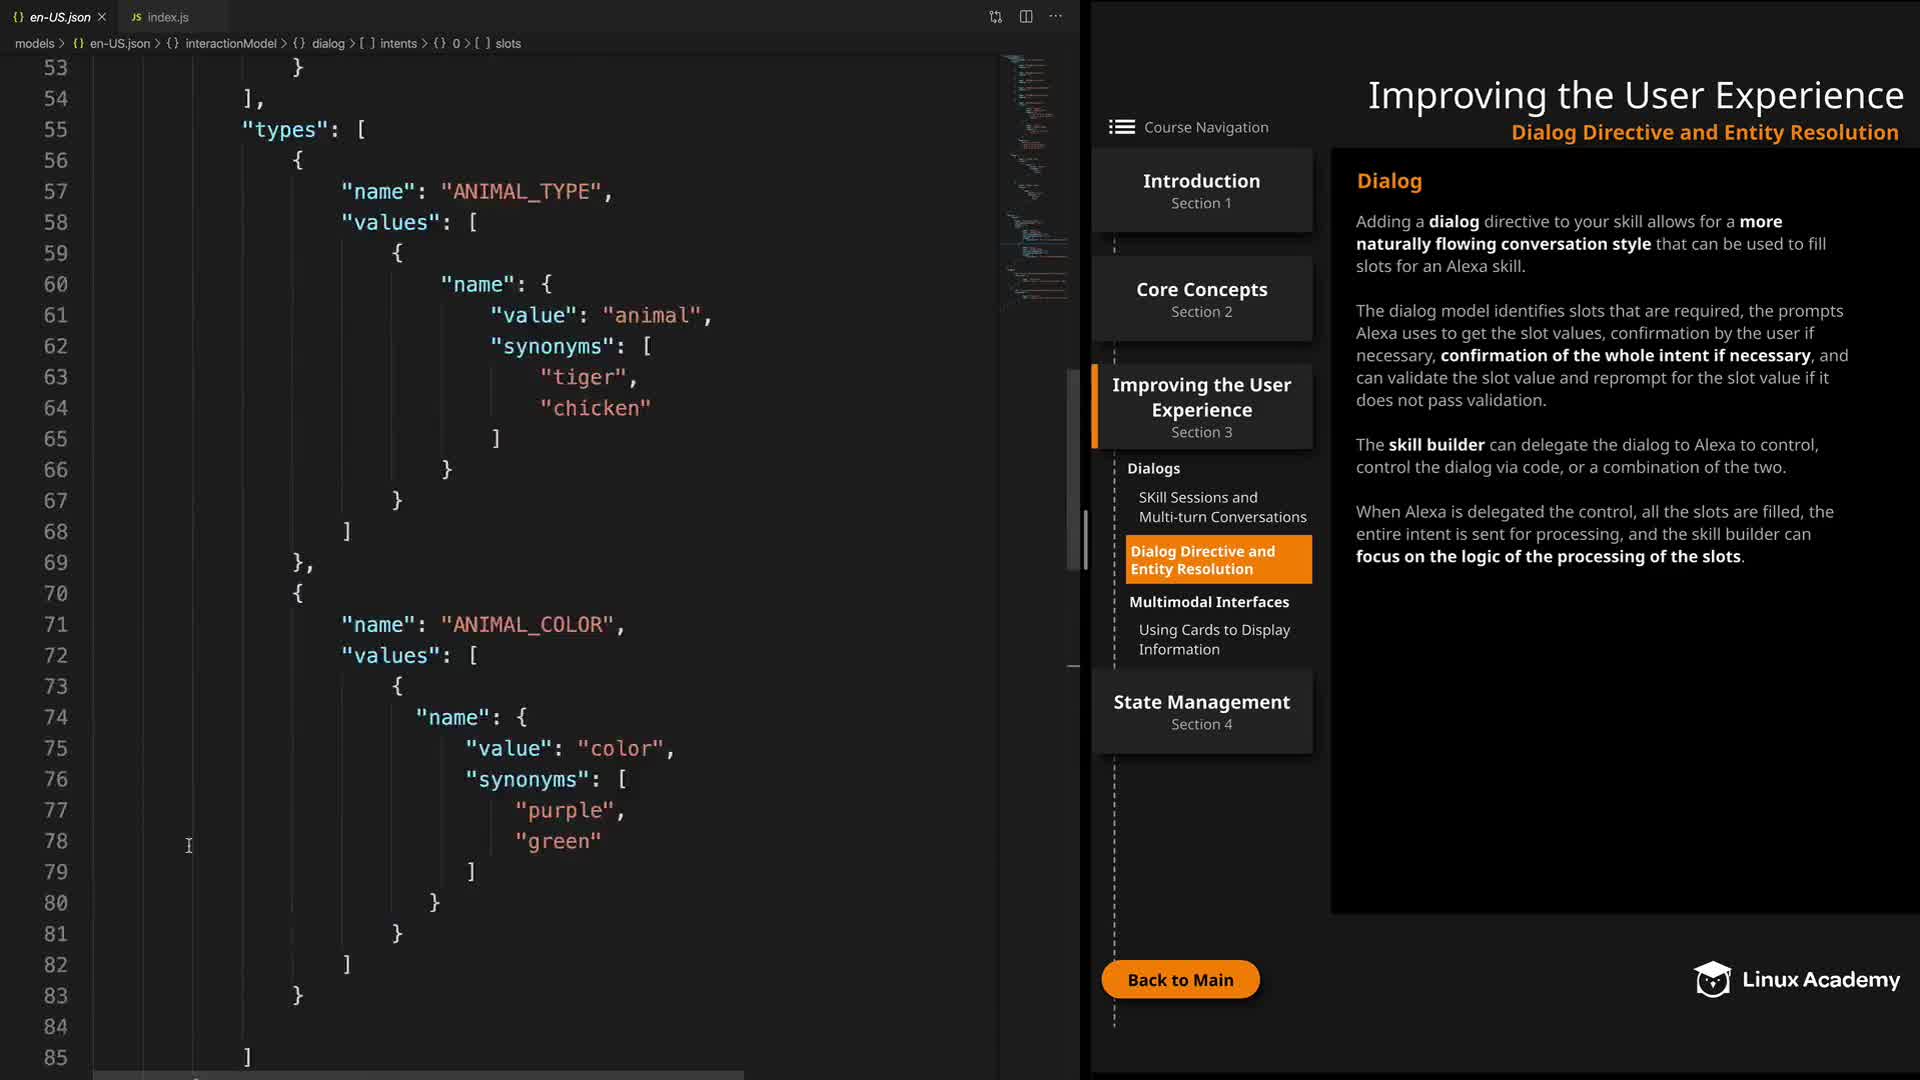 {} en-US.json ×
JS index.js
models > {} en-US.json > {} interactionModel > {} dialog > [ ] intents > {} 0 > [ ] slots
53 }
54 ],
55 "types": [
56 {
57 "name": "ANIMAL_TYPE",
58 "values": [
59 {
60 "name": {
61 "value": "animal",
62 "synonyms": [
63 "tiger",
64 "chicken"
65 ]
66 }
67 }
68 ]
69 },
70 {
71 "name": "ANIMAL_COLOR",
72 "values": [
73 {
74 "name": {
75 "value": "color",
76 "synonyms": [
77 "purple",
78 "green"
79 ]
80 }
81 }
82 ]
83 }
84
85 ]
Improving the User Experience
Dialog Directive and Entity Resolution
Course Navigation
Introduction
Section 1
Core Concepts
Section 2
Improving the User
Experience
Section 3
Dialogs
SKill Sessions and
Multi-turn Conversations
Dialog Directive and
Entity Resolution
Multimodal Interfaces
Using Cards to Display
Information
State Management
Section 4
Back to Main
Dialog
Adding a dialog directive to your skill allows for a more
naturally flowing conversation style that can be used to fill
slots for an Alexa skill.
The dialog model identifies slots that are required, the prompts
Alexa uses to get the slot values, confirmation by the user if
necessary, confirmation of the whole intent if necessary, and
can validate the slot value and reprompt for the slot value if it
does not pass validation.
The skill builder can delegate the dialog to Alexa to control,
control the dialog via code, or a combination of the two.
When Alexa is delegated the control, all the slots are filled, the
entire intent is sent for processing, and the skill builder can
focus on the logic of the processing of the slots.
Linux Academy